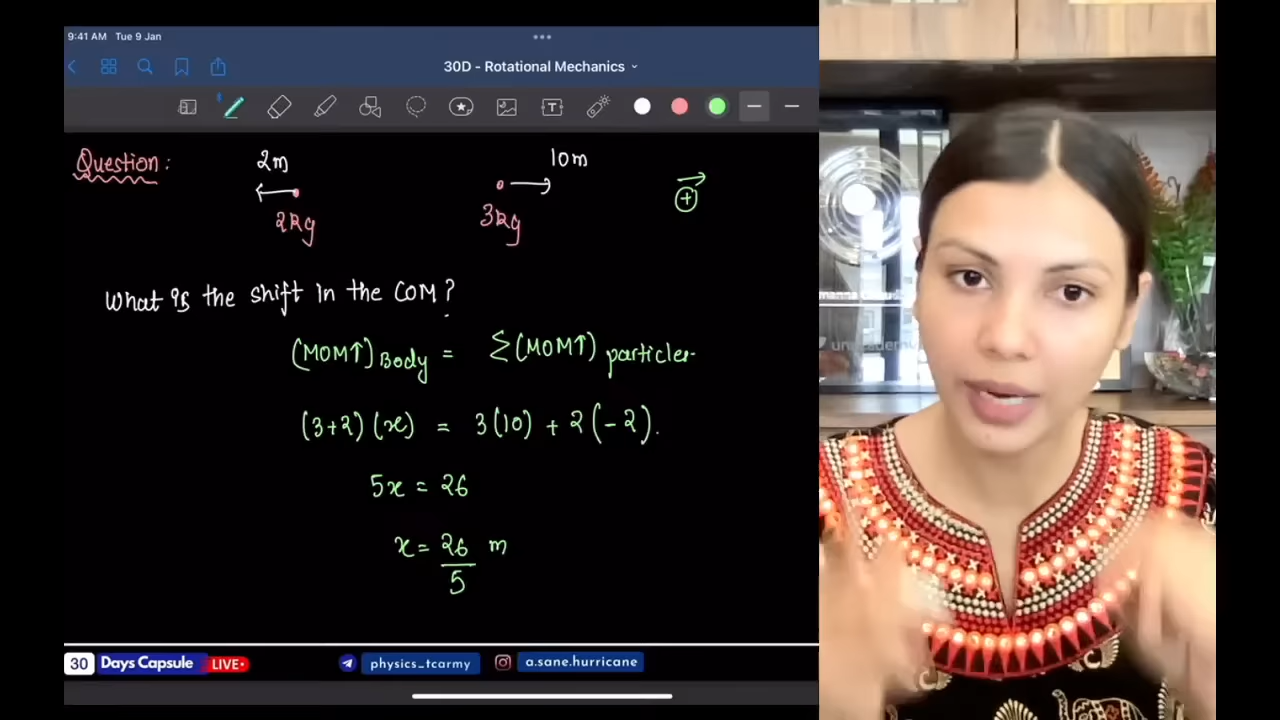 9:41 AM Tue 9 Jan
30D - Rotational Mechanics
Question:
2m
10m
2kg
3kg
+
What is the shift in the COM?
(MOM↑)Body = Σ(MOM↑) particles.
(3+2)(x) = 3(10) + 2(-2).
5x = 26
x = 26/5 m
30 Days Capsule LIVE
physics_tcarmy
a.sane.hurricane